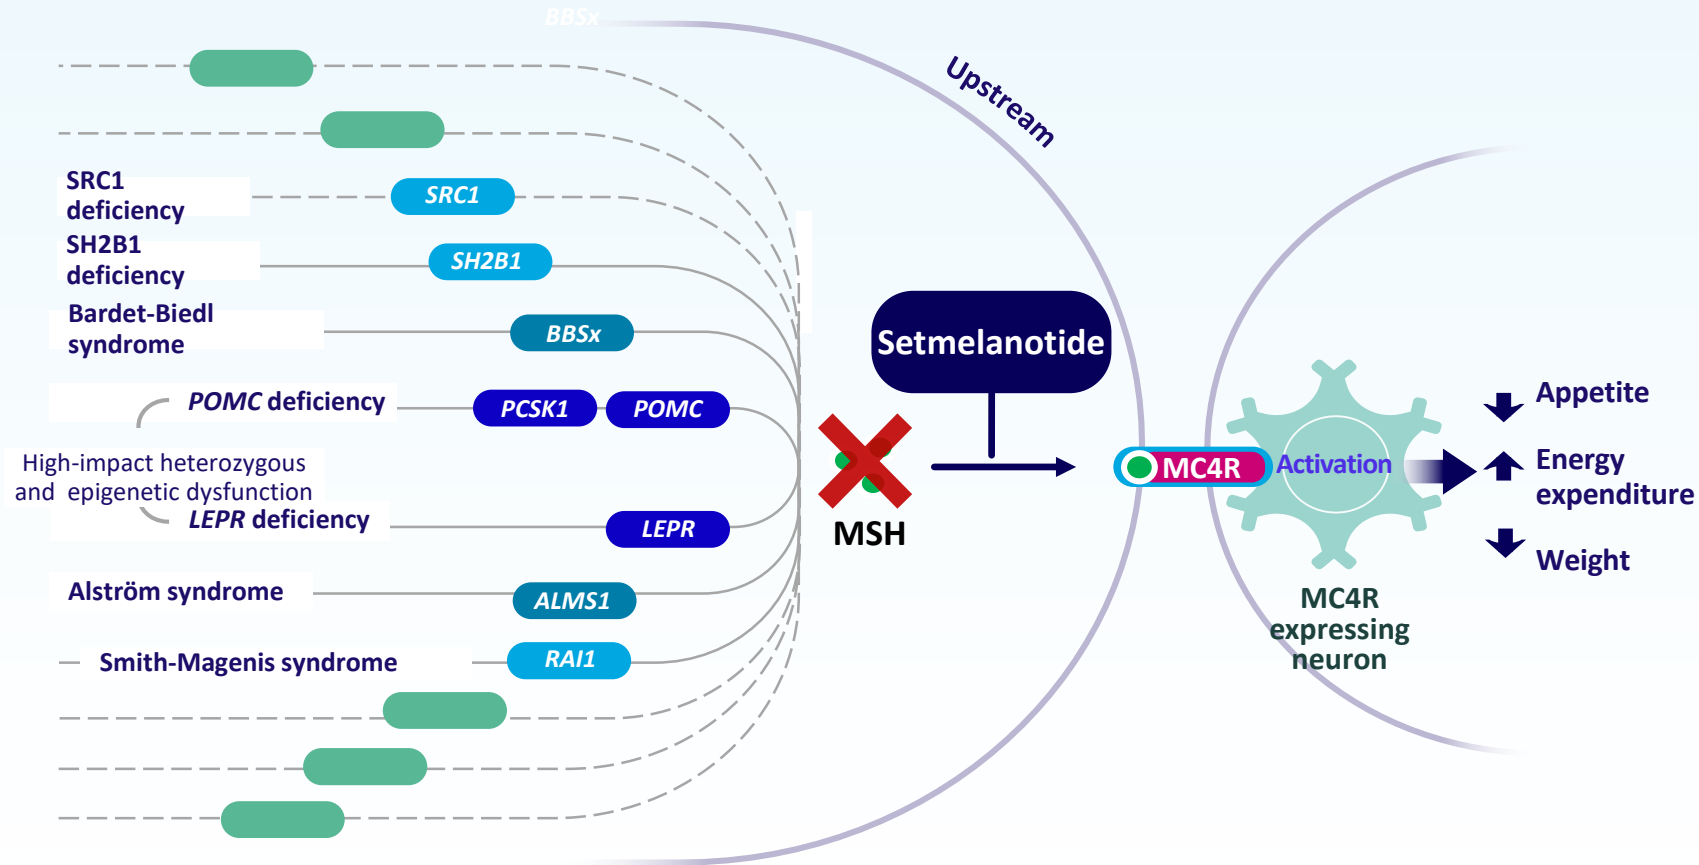 BBSx
Upstream
SRC1
deficiency
SRC1
SH2B1
deficiency
SH2B1
Bardet-Biedl
syndrome
BBSx
POMC deficiency
PCSK1
POMC
High-impact heterozygous
and epigenetic dysfunction
LEPR deficiency
LEPR
Alström syndrome
ALMS1
Smith-Magenis syndrome
RAI1
Setmelanotide
MSH
MC4R
Activation
MC4R
expressing
neuron
Appetite
Energy
expenditure
Weight